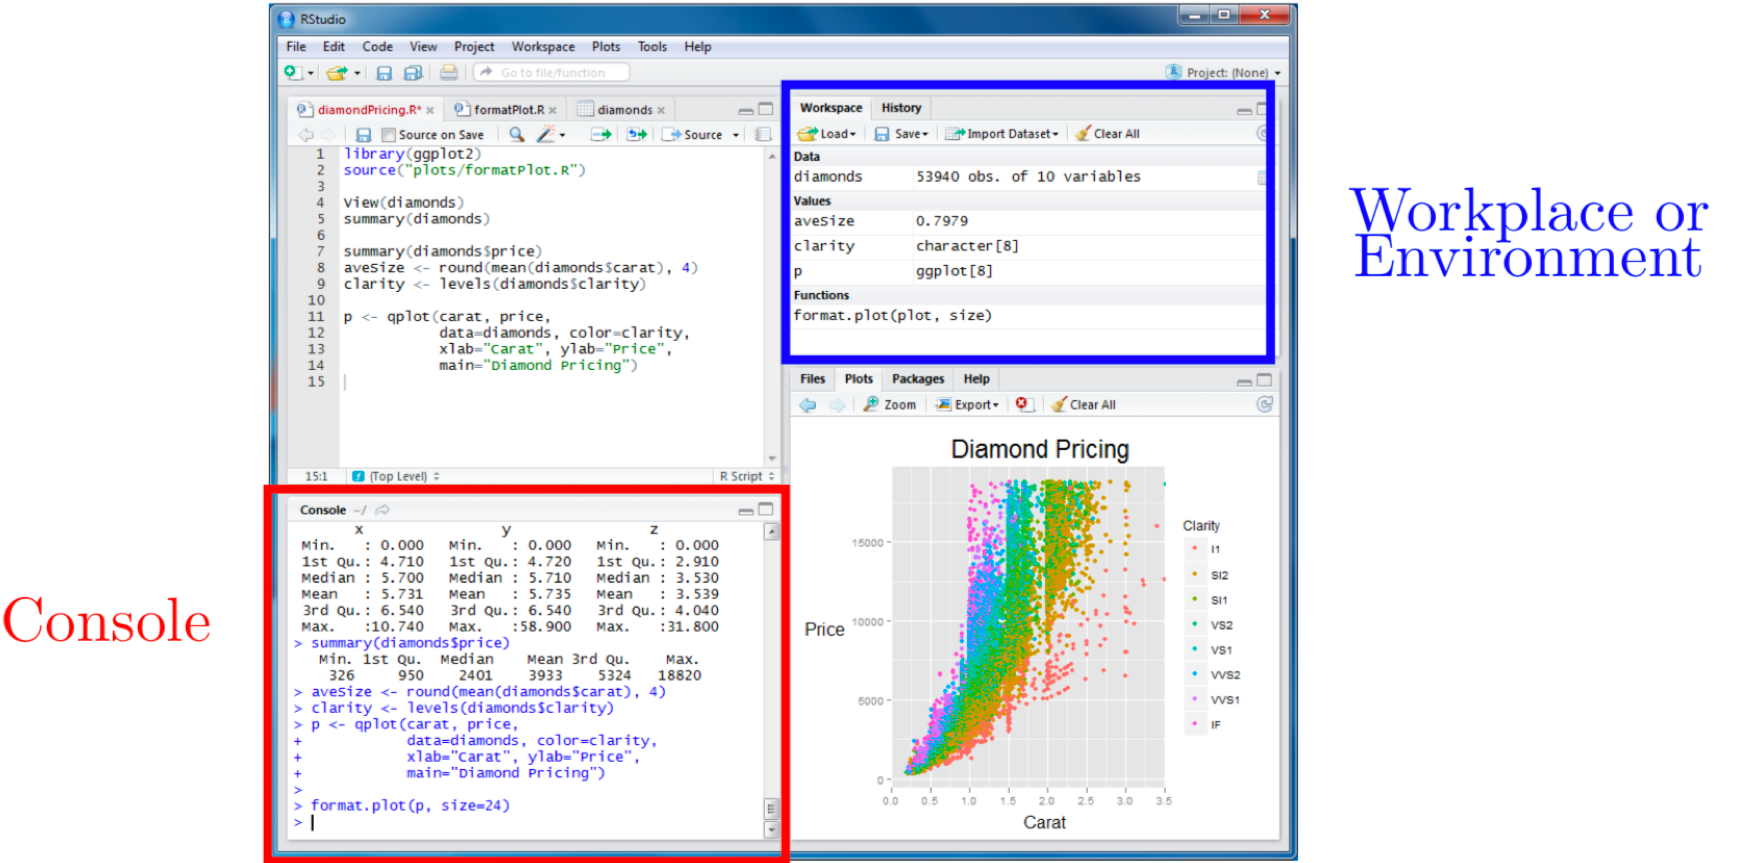 RStudio
File Edit Code View Project Workspace Plots Tools Help
Go to file/function
Project: (None)
diamondPricing.R* formatPlot.R diamonds
Source on Save Source
1 library(ggplot2)
2 source("plots/formatPlot.R")
3
4 View(diamonds)
5 summary(diamonds)
6
7 summary(diamonds$price)
8 aveSize <- round(mean(diamonds$carat), 4)
9 clarity <- levels(diamonds$clarity)
10
11 p <- qplot(carat, price,
12 data=diamonds, color=clarity,
13 xlab="Carat", ylab="Price",
14 main="Diamond Pricing")
15
15:1 (Top Level) R Script
Workspace History
Load Save Import Dataset Clear All
Data
diamonds 53940 obs. of 10 variables
Values
aveSize 0.7979
clarity character[8]
p ggplot[8]
Functions
format.plot(plot, size)
Workplace or
Environment
Console
Console ~/
x y z
Min. : 0.000 Min. : 0.000 Min. : 0.000
1st Qu.: 4.710 1st Qu.: 4.720 1st Qu.: 2.910
Median : 5.700 Median : 5.710 Median : 3.530
Mean : 5.731 Mean : 5.735 Mean : 3.539
3rd Qu.: 6.540 3rd Qu.: 6.540 3rd Qu.: 4.040
Max. :10.740 Max. :58.900 Max. :31.800
> summary(diamonds$price)
Min. 1st Qu. Median Mean 3rd Qu. Max.
326 950 2401 3933 5324 18820
> aveSize <- round(mean(diamonds$carat), 4)
> clarity <- levels(diamonds$clarity)
> p <- qplot(carat, price,
+ data=diamonds, color=clarity,
+ xlab="Carat", ylab="Price",
+ main="Diamond Pricing")
>
> format.plot(p, size=24)
>
Files Plots Packages Help
Zoom Export Clear All
Diamond Pricing
Price
15000
10000
5000
0
0.0 0.5 1.0 1.5 2.0 2.5 3.0 3.5
Carat
Clarity
I1
SI2
SI1
VS2
VS1
VVS2
VVS1
IF